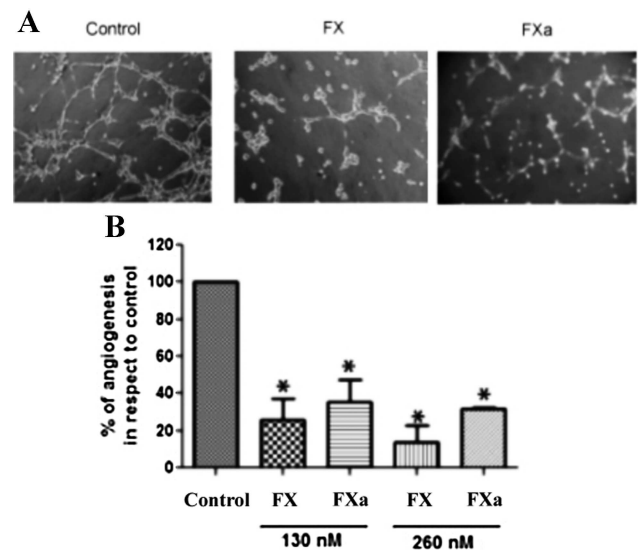 A
Control FX FXa
B
% of angiogenesis
in respect to control
120
100
80
60
40
20
0
* * * *
Control FX FXa FX FXa
130 nM 260 nM